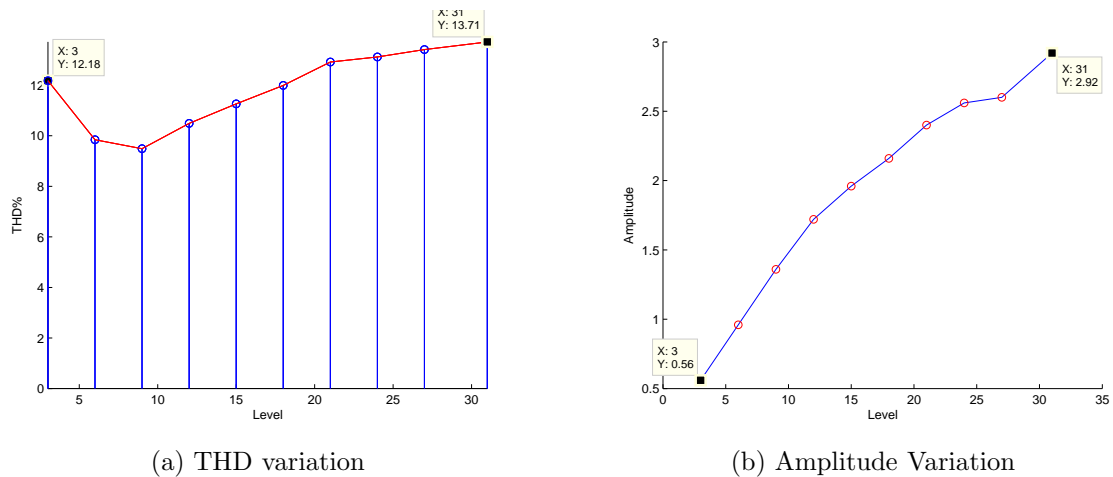 X: 31
Y: 13.71
X: 3
Y: 12.18
THD%
12
10
8
6
4
2
0
5
10
15
20
25
30
Level
(a) THD variation
3
2.5
2
1.5
1
0.5
Amplitude
X: 31
Y: 2.92
X: 3
Y: 0.56
0
5
10
15
20
25
30
35
Level
(b) Amplitude Variation